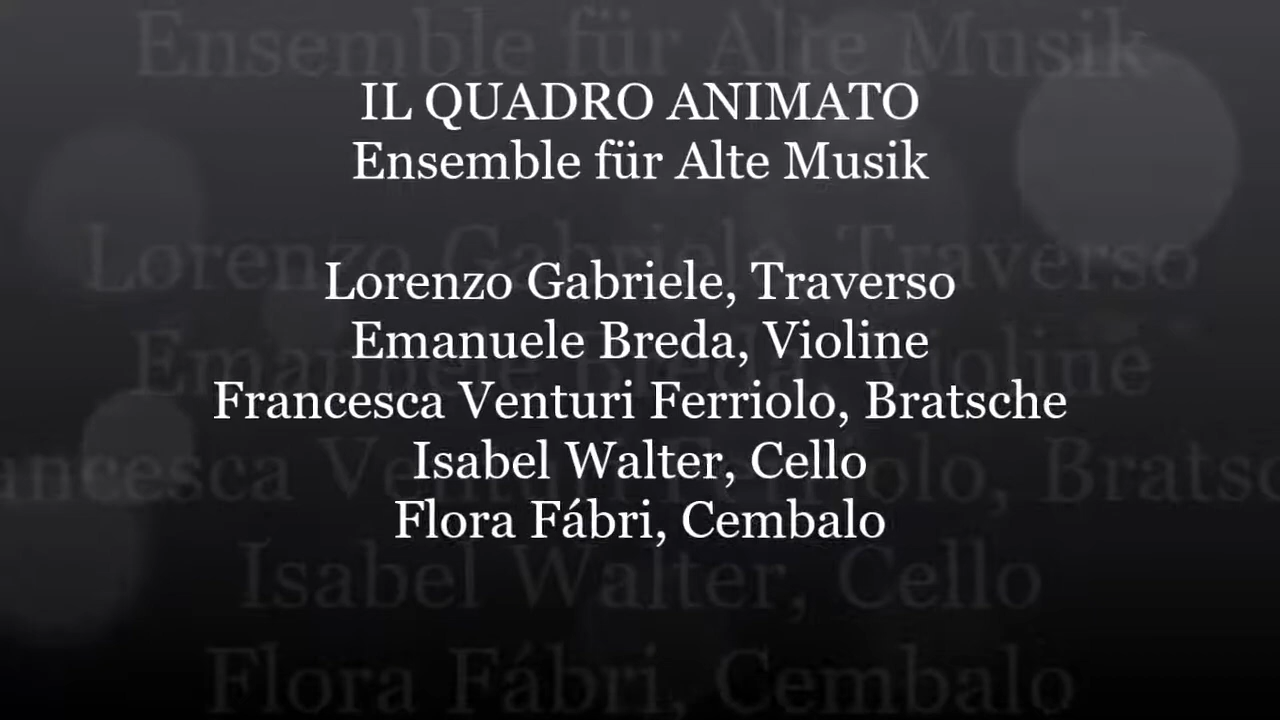 IL QUADRO ANIMATO
Ensemble für Alte Musik
Lorenzo Gabriele, Traverso
Emanuele Breda, Violine
Francesca Venturi Ferriolo, Bratsche
Isabel Walter, Cello
Flora Fábri, Cembalo